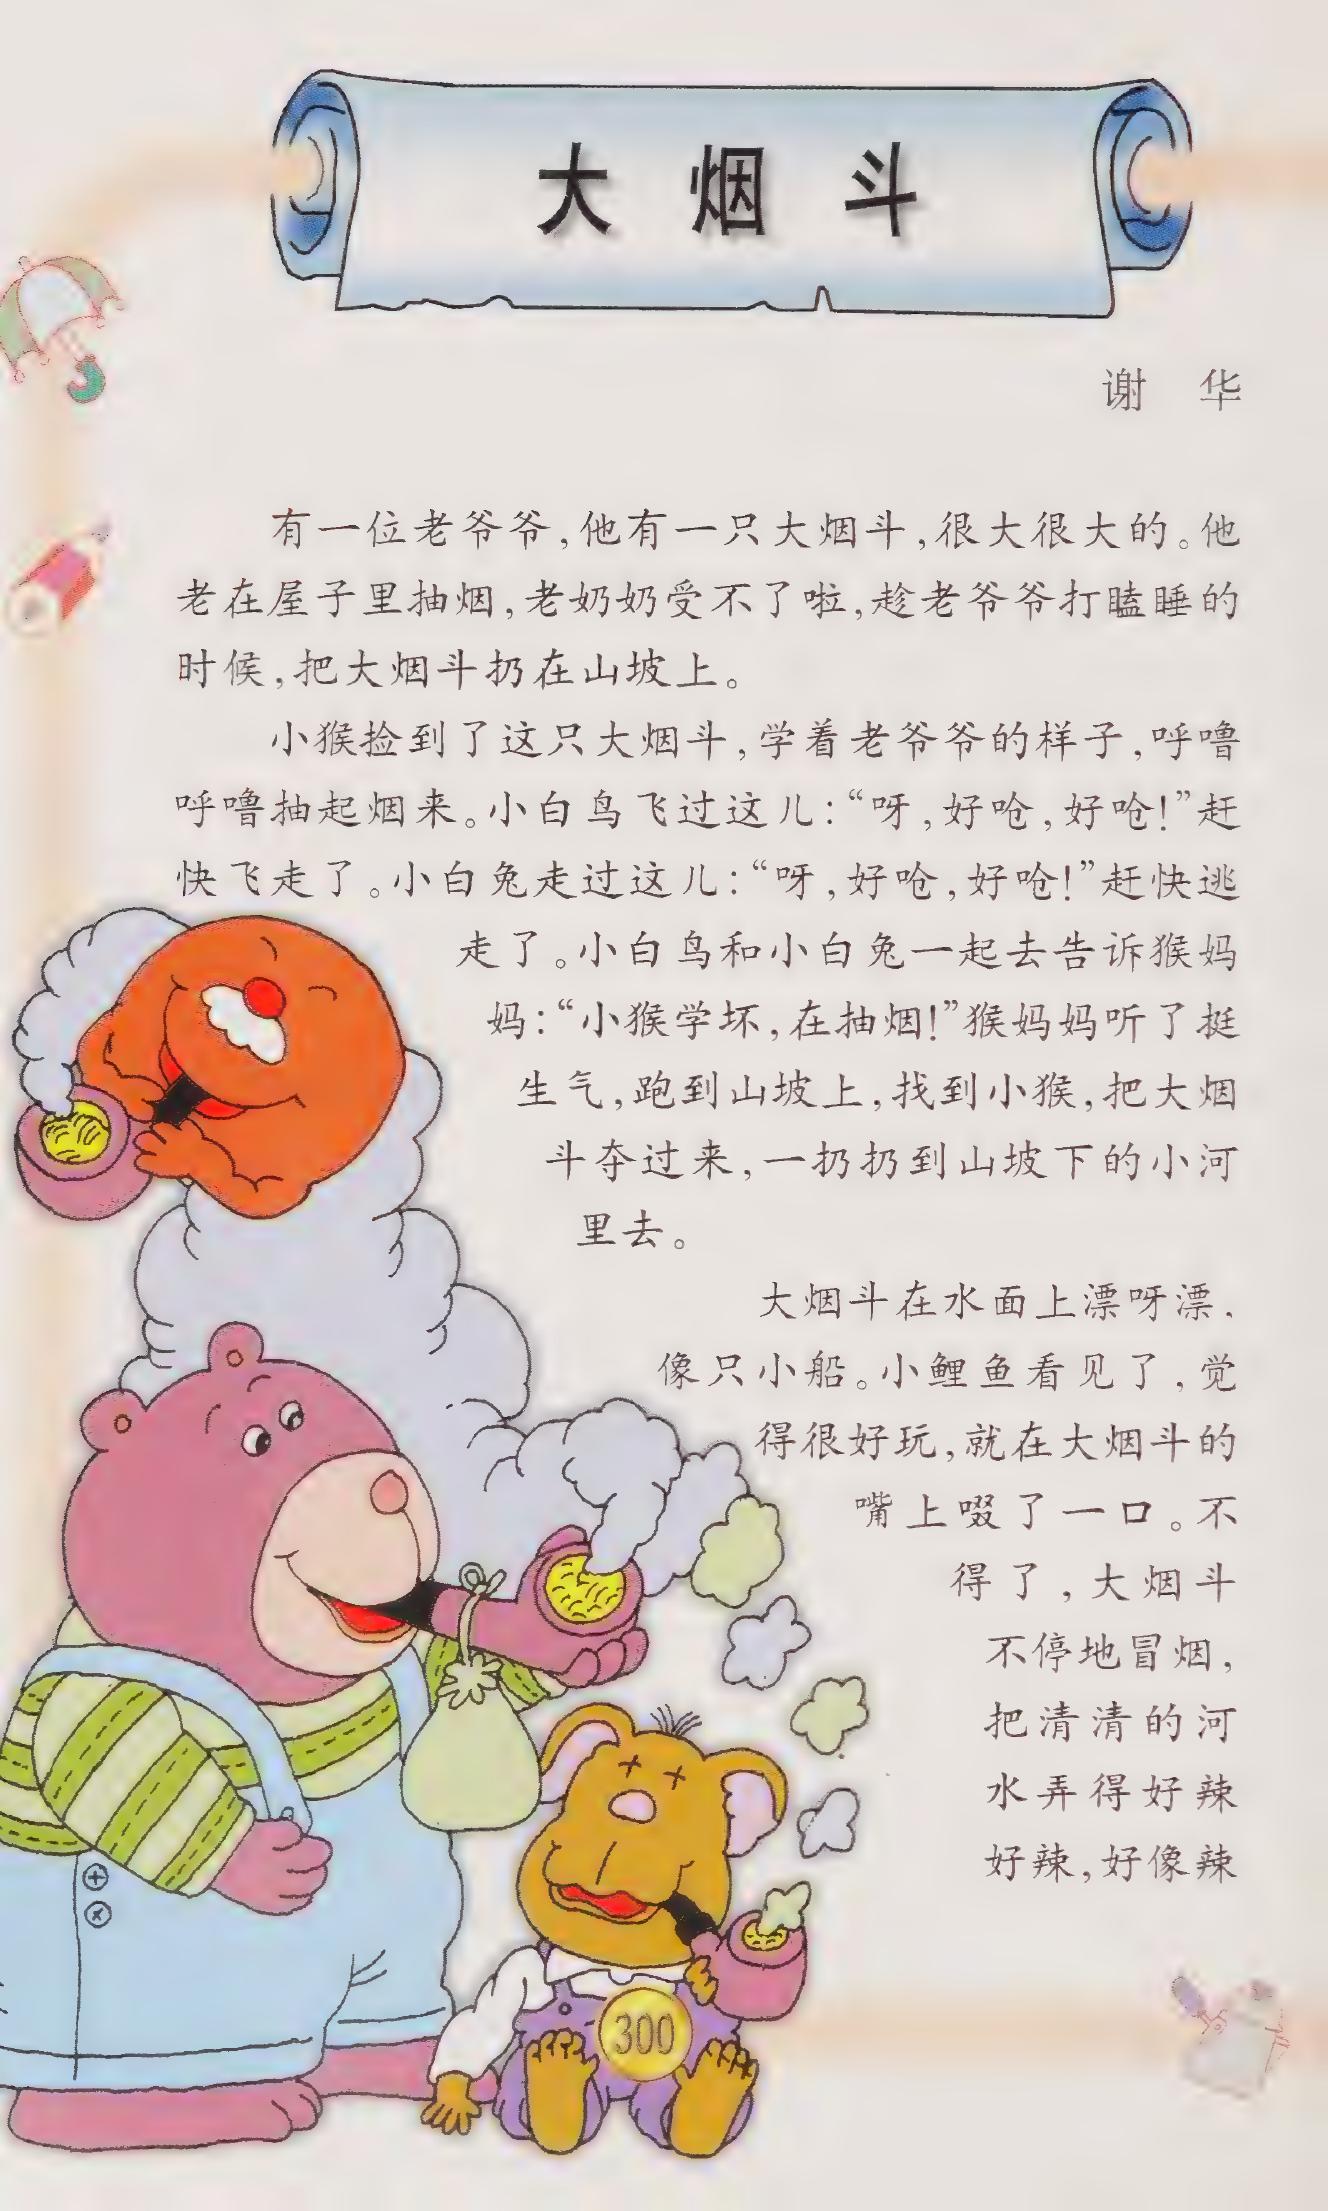 大烟斗
谢 华
有一位老爷爷,他有一只大烟斗,很大很大的。他
老在屋子里抽烟,老奶奶受不了啦,趁老爷爷打瞌睡的
时候,把大烟斗扔在山坡上。
小猴捡到了这只大烟斗,学着老爷爷的样子,呼噜
呼噜抽起烟来。小白鸟飞过这儿:“呀,好呛,好呛!”赶
快飞走了。小白兔走过这儿:“呀,好呛,好呛!”赶快逃
走了。小白鸟和小白兔一起去告诉猴妈
妈:“小猴学坏,在抽烟!”猴妈妈听了挺
生气,跑到山坡上,找到小猴,把大烟
斗夺过来,一扔扔到山坡下的小河
里去。
大烟斗在水面上漂呀漂.
像只小船。小鲤鱼看见了,觉
得很好玩,就在大烟斗的
嘴上啜了一口。不
得了,大烟斗
不停地冒烟,
把清清的河
水弄得好辣
好辣,好像辣
300